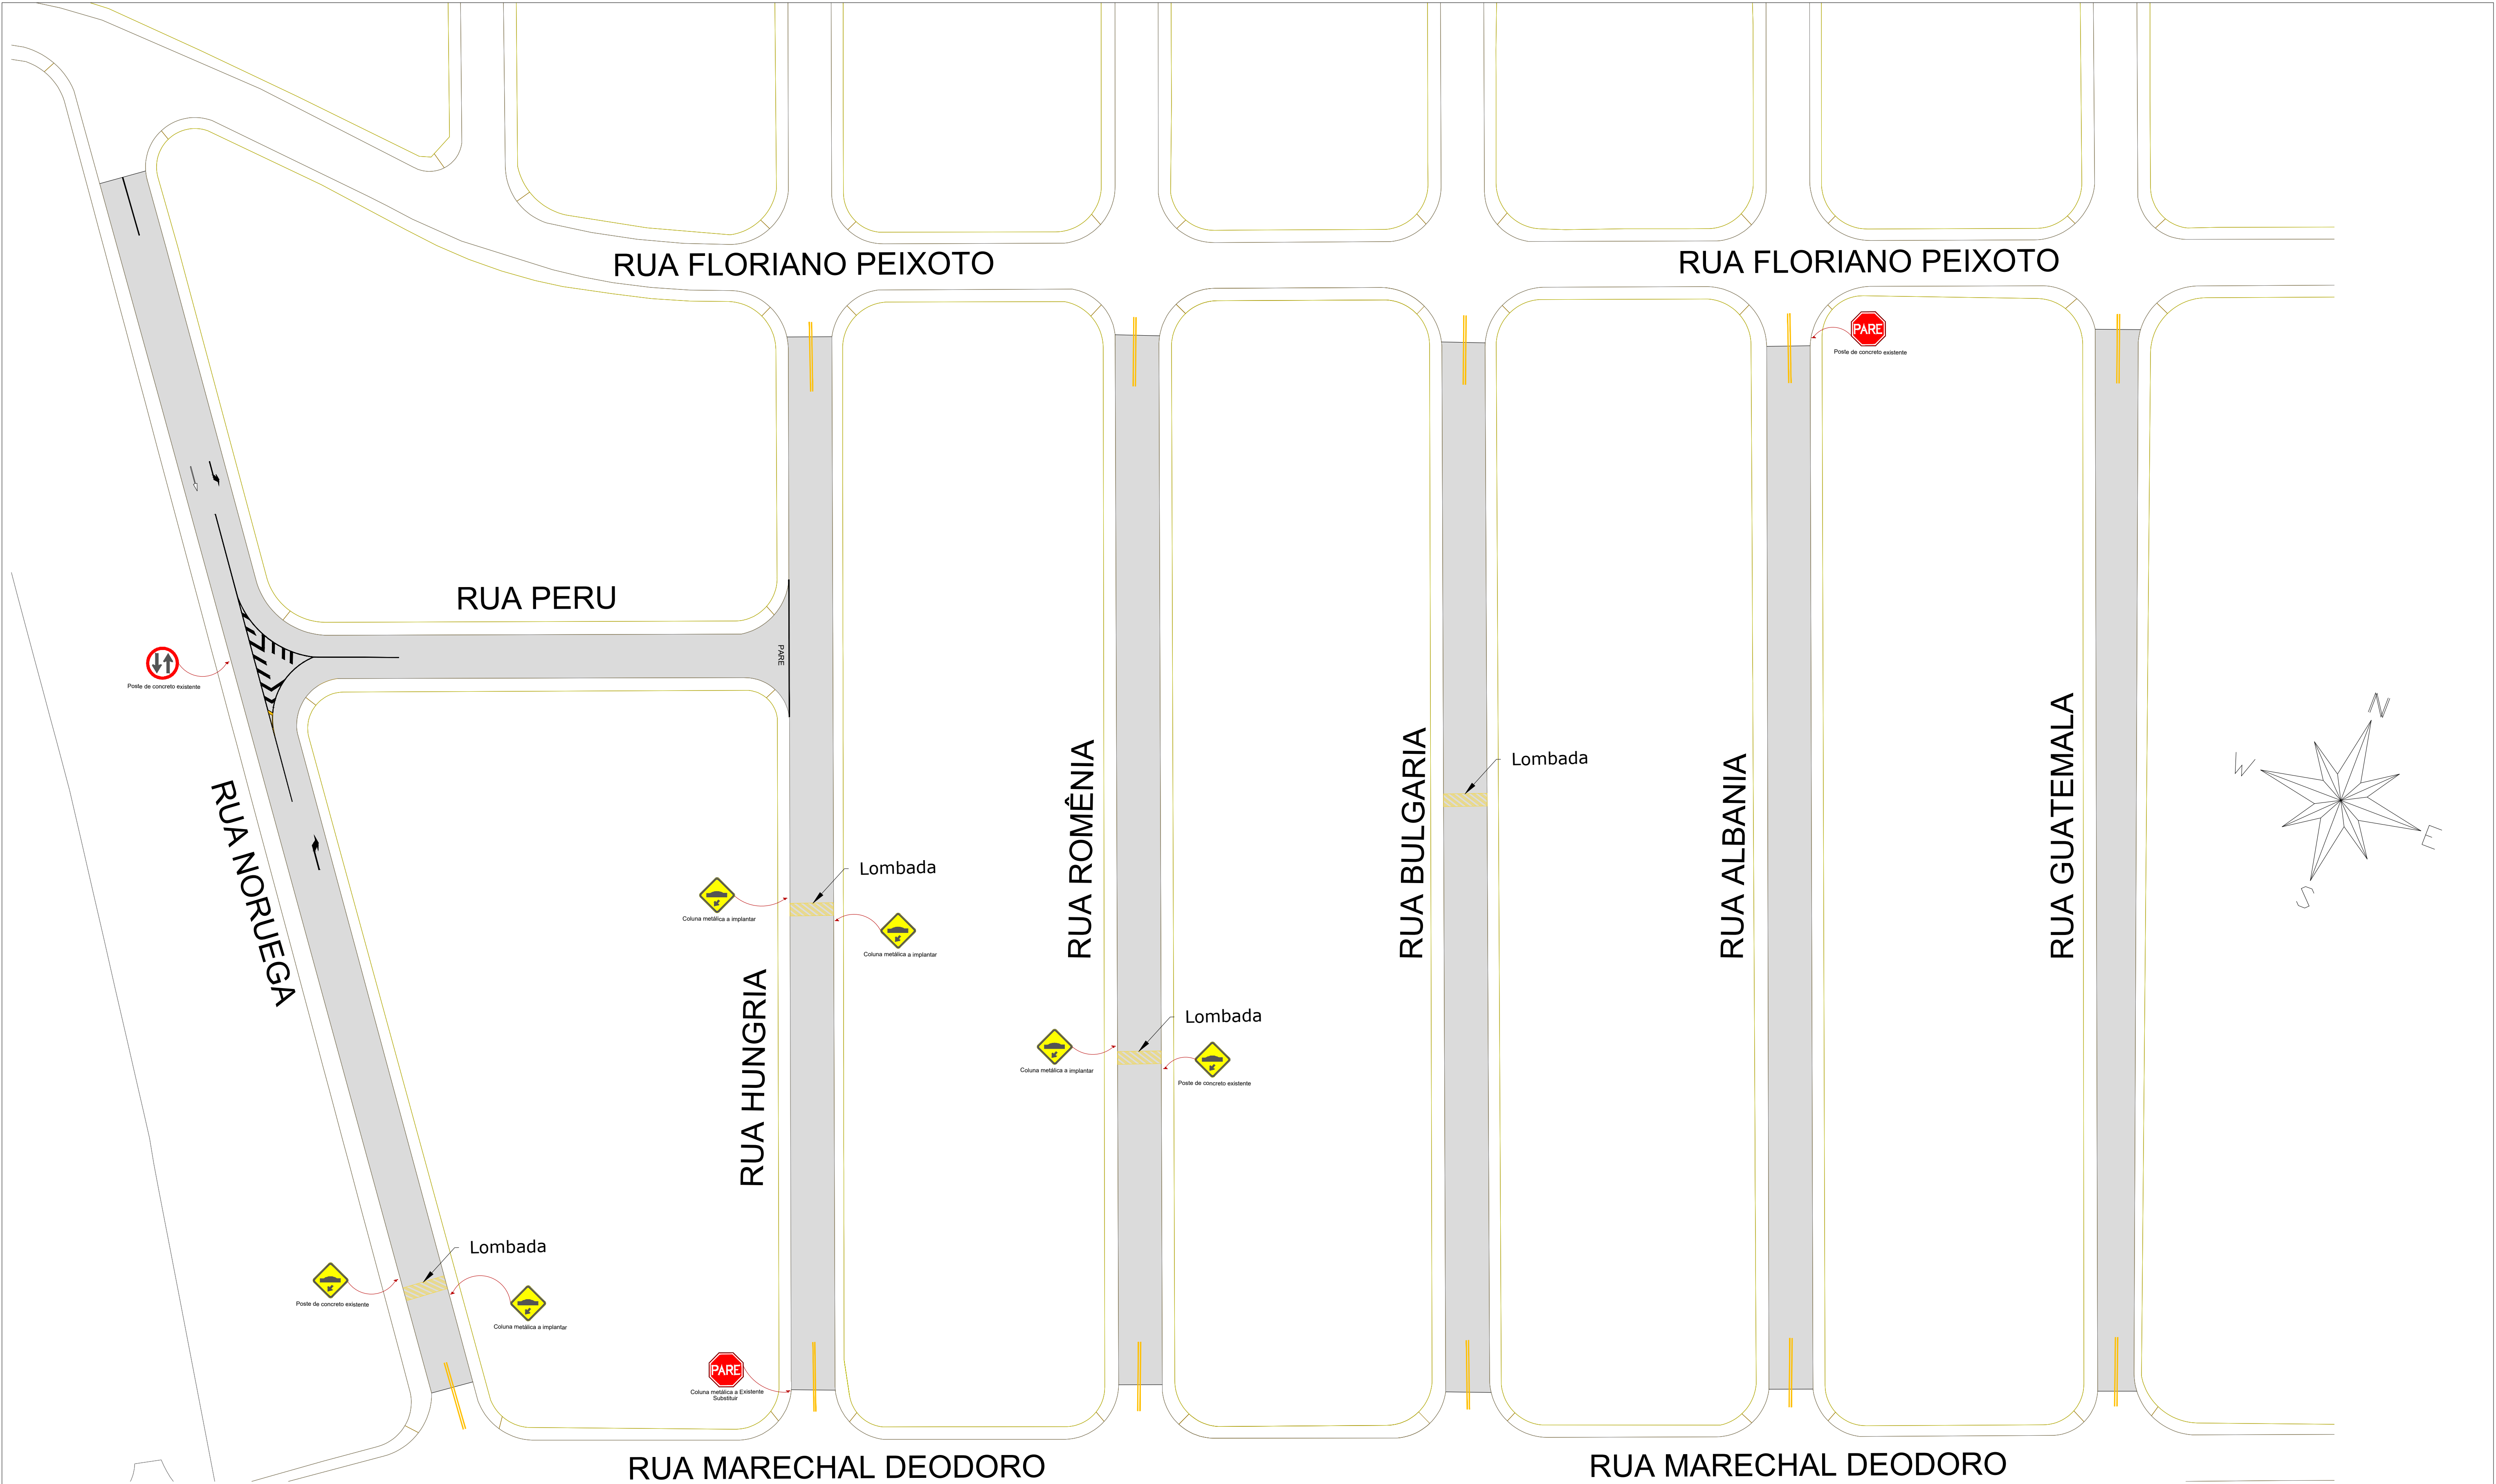 RUA FLORIANO PEIXOTO
RUA FLORIANO PEIXOTO
PARE
Poste de concreto existente
RUA PERU
PARE
Poste de concreto existente
RUA NORUEGA
RUA HUNGRIA
RUA ROMÊNIA
RUA BULGARIA
RUA ALBANIA
RUA GUATEMALA
N
W
E
S
Lombada
Lombada
Coluna metálica a implantar
Coluna metálica a implantar
Lombada
Coluna metálica a implantar
Poste de concreto existente
Lombada
Poste de concreto existente
Coluna metálica a implantar
PARE
Coluna metálica a Existente
Substituir
RUA MARECHAL DEODORO
RUA MARECHAL DEODORO